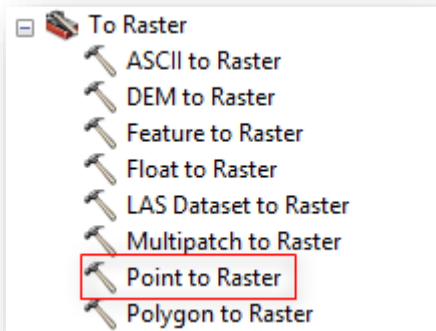 To Raster
ASCII to Raster
DEM to Raster
Feature to Raster
Float to Raster
LAS Dataset to Raster
Multipatch to Raster
Point to Raster
Polygon to Raster